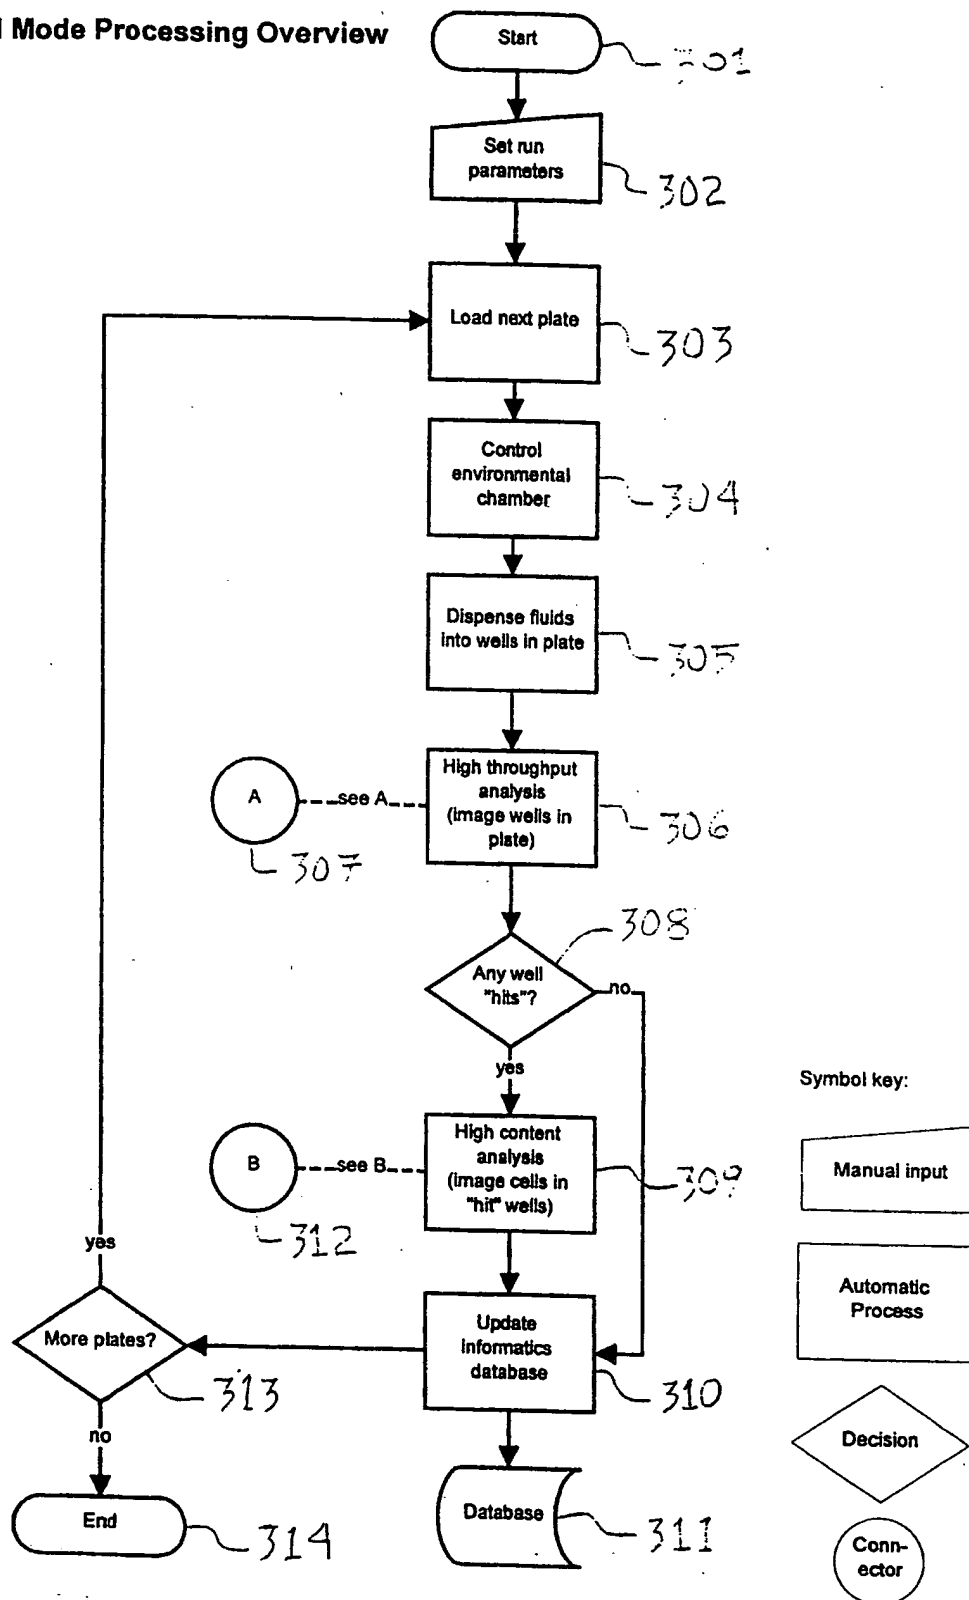 Mode Processing Overview
Start
301
Set run
parameters
302
Load next plate
303
Control
environmental
chamber
304
Dispense fluids
into wells in plate
305
High throughput
analysis
(image wells in
plate)
306
A
see A
307
308
Any well
"hits"?
no
yes
High content
analysis
(image cells in
"hit" wells)
309
B
see B
312
yes
More plates?
313
no
End
314
Update
informatics
database
310
Database
311
Symbol key:
Manual input
Automatic
Process
Decision
Conn-
ector